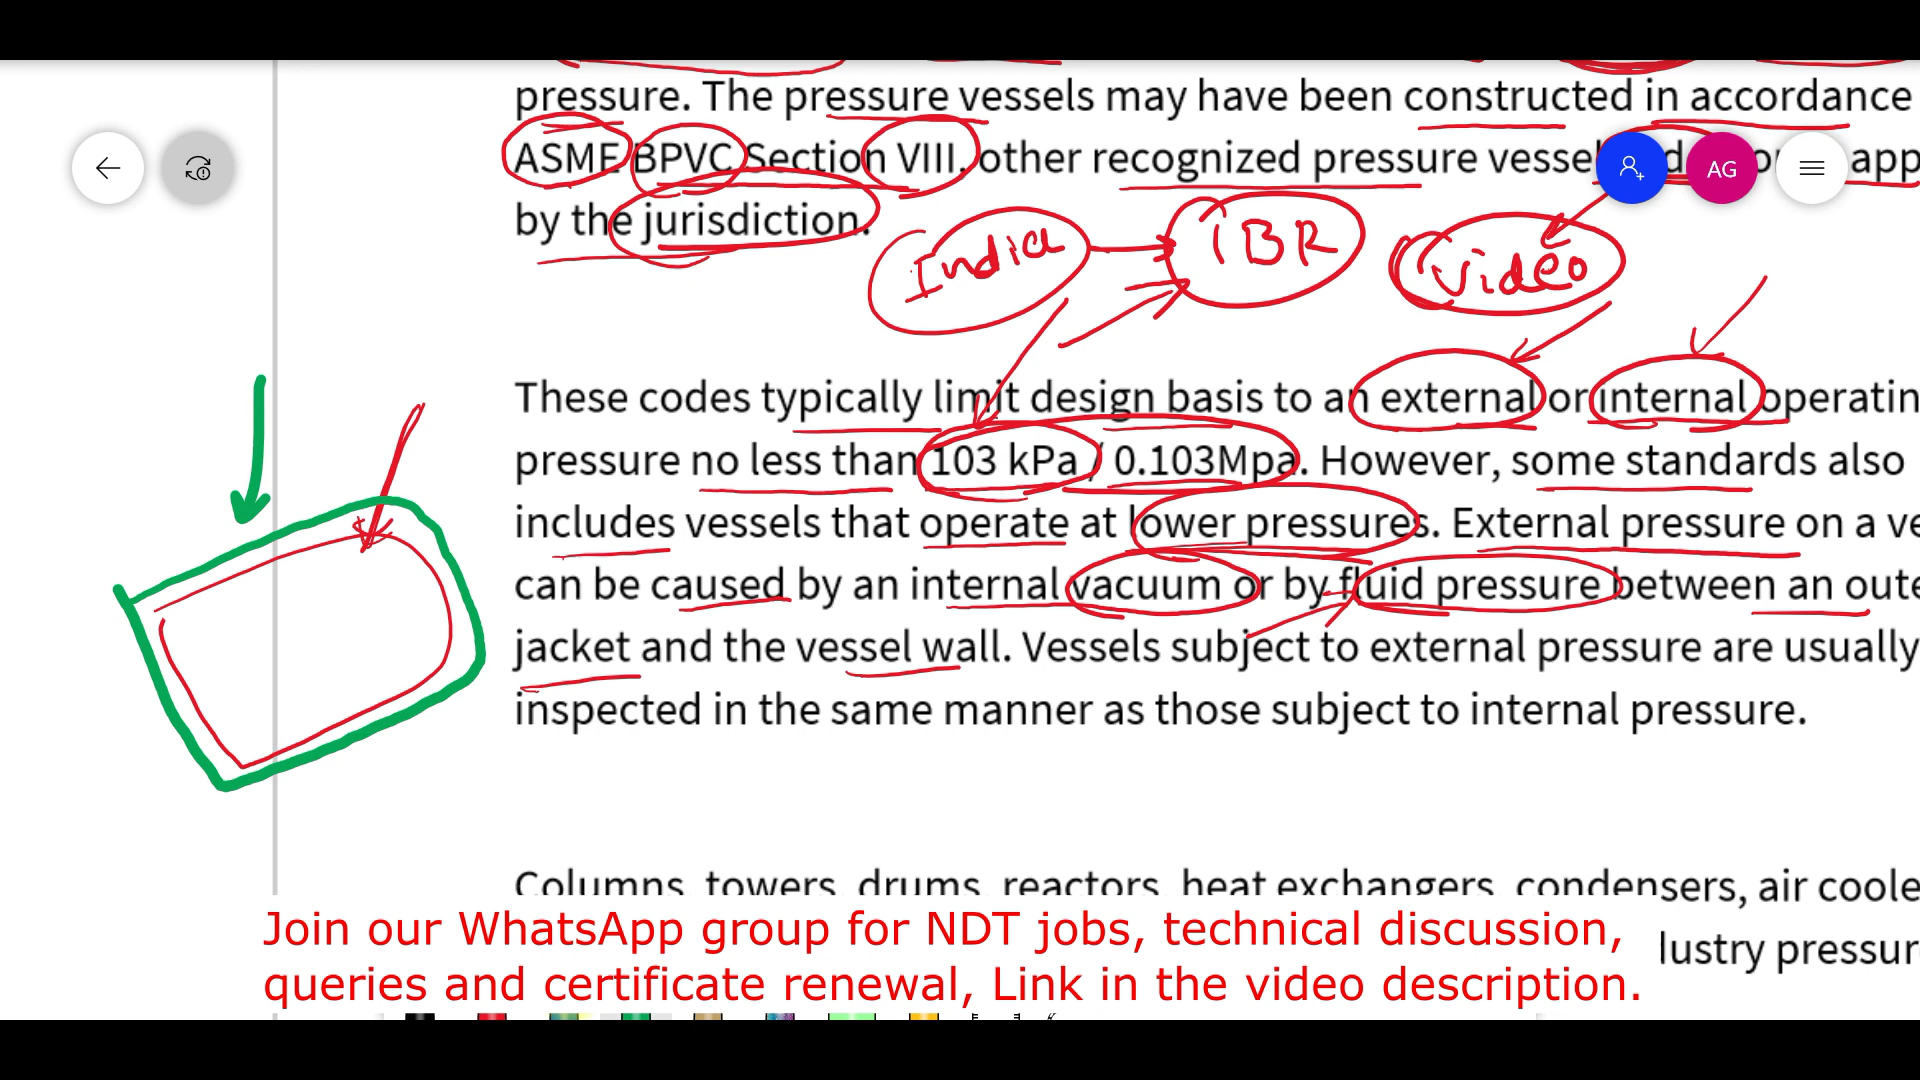 pressure. The pressure vessels may have been constructed in accordance
ASME BPVC Section VIII, other recognized pressure vessel app
AG
by the jurisdiction.
India IBR Video
These codes typically limit design basis to an external or internal operatin
pressure no less than 103 kPa / 0.103Mpa. However, some standards also
includes vessels that operate at lower pressures. External pressure on a ve
can be caused by an internal vacuum or by fluid pressure between an oute
jacket and the vessel wall. Vessels subject to external pressure are usually
inspected in the same manner as those subject to internal pressure.
Columns, towers, drums, reactors, heat exchangers, condensers, air coole
Join our WhatsApp group for NDT jobs, technical discussion,
lustry pressur
queries and certificate renewal, Link in the video description.